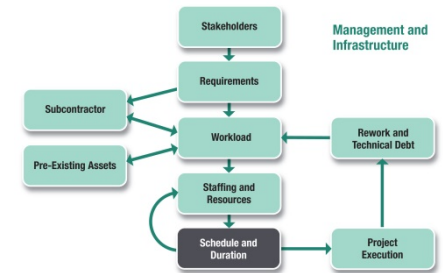 Stakeholders
Management and
Infrastructure
Requirements
Subcontractor
Workload
Rework and
Technical Debt
Pre-Existing Assets
Staffing and
Resources
Schedule and
Duration
Project
Execution